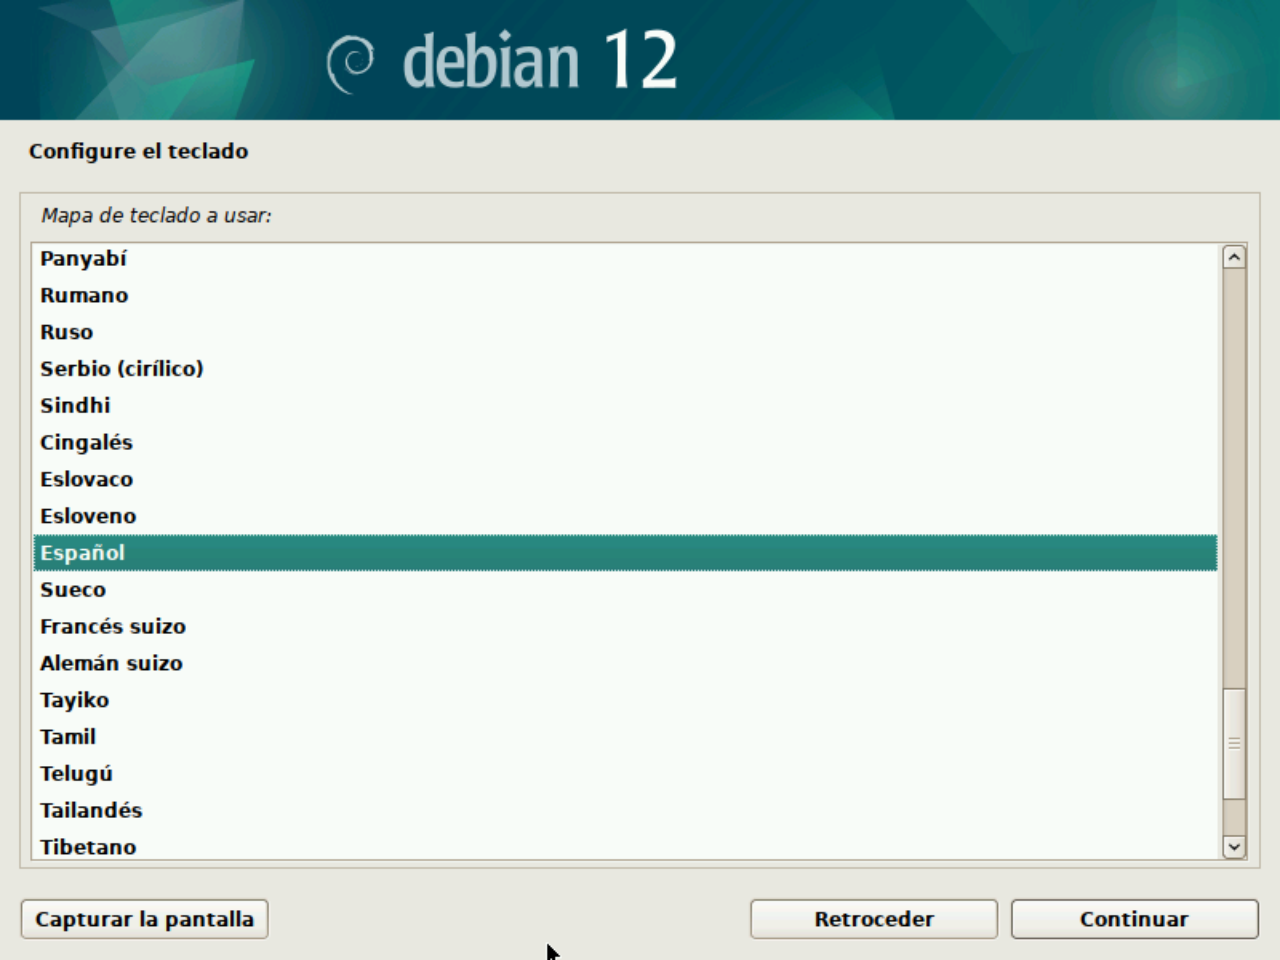 debian 12
Configure el teclado
Mapa de teclado a usar:
Panyabí
Rumano
Ruso
Serbio (cirílico)
Sindhi
Cingalés
Eslovaco
Esloveno
Español
Sueco
Francés suizo
Alemán suizo
Tayiko
Tamil
Telugú
Tailandés
Tibetano
Capturar la pantalla
Retroceder
Continuar